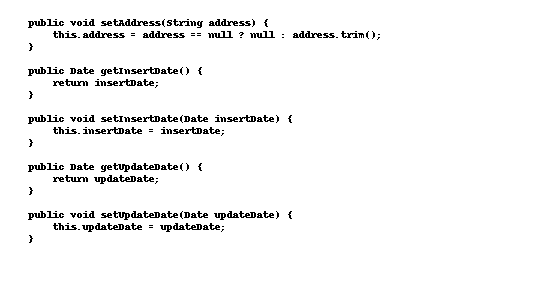 public void setAddress(String address) {
    this.address = address == null ? null : address.trim();
}

public Date getInsertDate() {
    return insertDate;
}

public void setInsertDate(Date insertDate) {
    this.insertDate = insertDate;
}

public Date getUpdateDate() {
    return updateDate;
}

public void setUpdateDate(Date updateDate) {
    this.updateDate = updateDate;
}